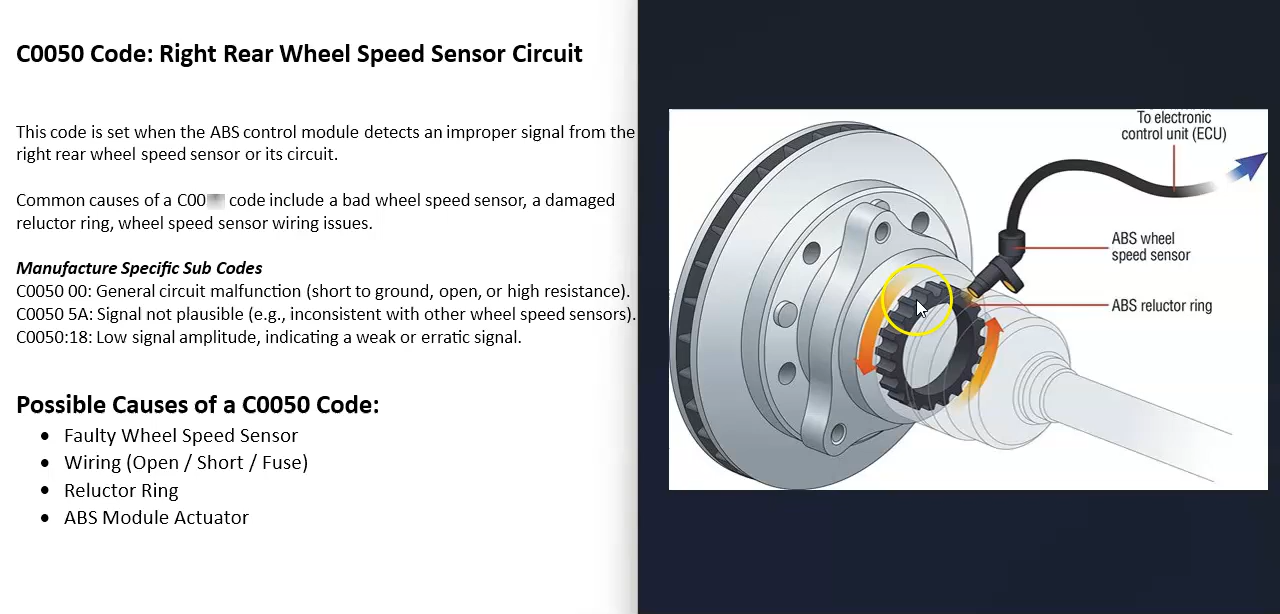 C0050 Code: Right Rear Wheel Speed Sensor Circuit
This code is set when the ABS control module detects an improper signal from the
right rear wheel speed sensor or its circuit.
Common causes of a C00 code include a bad wheel speed sensor, a damaged
reluctor ring, wheel speed sensor wiring issues.
Manufacture Specific Sub Codes
C0050 00: General circuit malfunction (short to ground, open, or high resistance).
C0050 5A: Signal not plausible (e.g., inconsistent with other wheel speed sensors).
C0050:18: Low signal amplitude, indicating a weak or erratic signal.
Possible Causes of a C0050 Code:
• Faulty Wheel Speed Sensor
• Wiring (Open / Short / Fuse)
• Reluctor Ring
• ABS Module Actuator
To electronic
control unit (ECU)
ABS wheel
speed sensor
ABS reluctor ring